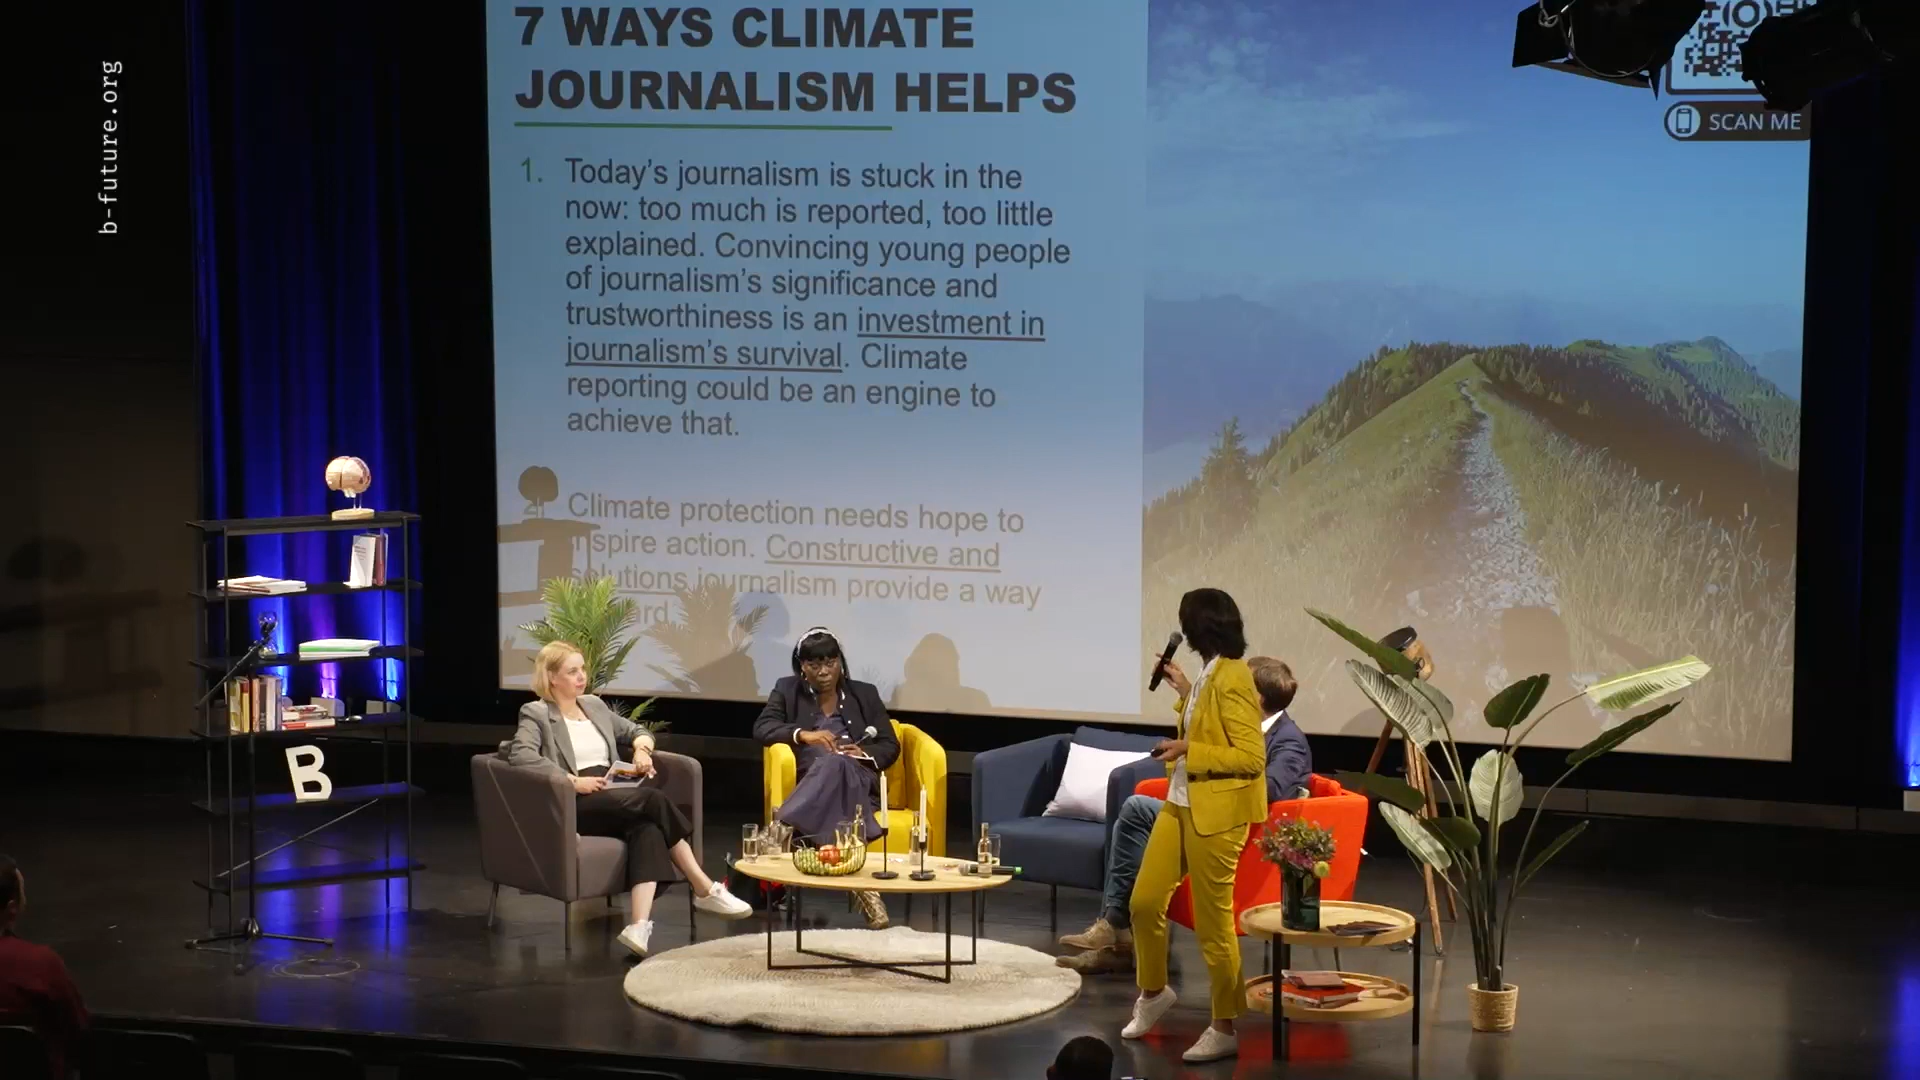 b-future.org
7 WAYS CLIMATE
JOURNALISM HELPS
1. Today's journalism is stuck in the
now: too much is reported, too little
explained. Convincing young people
of journalism's significance and
trustworthiness is an investment in
journalism's survival. Climate
reporting could be an engine to
achieve that.
Climate protection needs hope to
inspire action. Constructive and
solutions journalism provide a way
SCAN ME
B